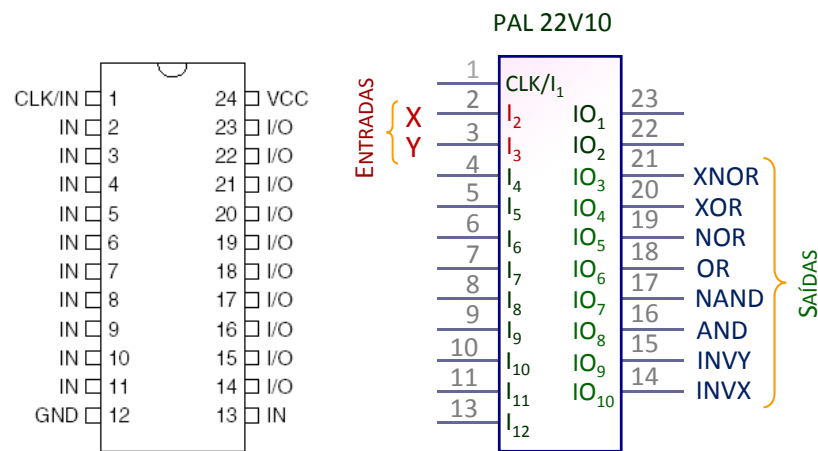 PAL 22V10
CLK/IN 1 24 VCC
IN 2 23 I/O
IN 3 22 I/O
IN 4 21 I/O
IN 5 20 I/O
IN 6 19 I/O
IN 7 18 I/O
IN 8 17 I/O
IN 9 16 I/O
IN 10 15 I/O
IN 11 14 I/O
GND 12 13 IN
ENTRADAS
X
Y
1 CLK/I1
2 I2 IO1 23
3 I3 IO2 22
4 I4 IO3 21 XNOR
5 I5 IO4 20 XOR
6 I6 IO5 19 NOR
7 I7 IO6 18 OR
8 I8 IO7 17 NAND
9 I9 IO8 16 AND
10 I10 IO9 15 INVY
11 I11 IO10 14 INVX
13 I12
SAÍDAS